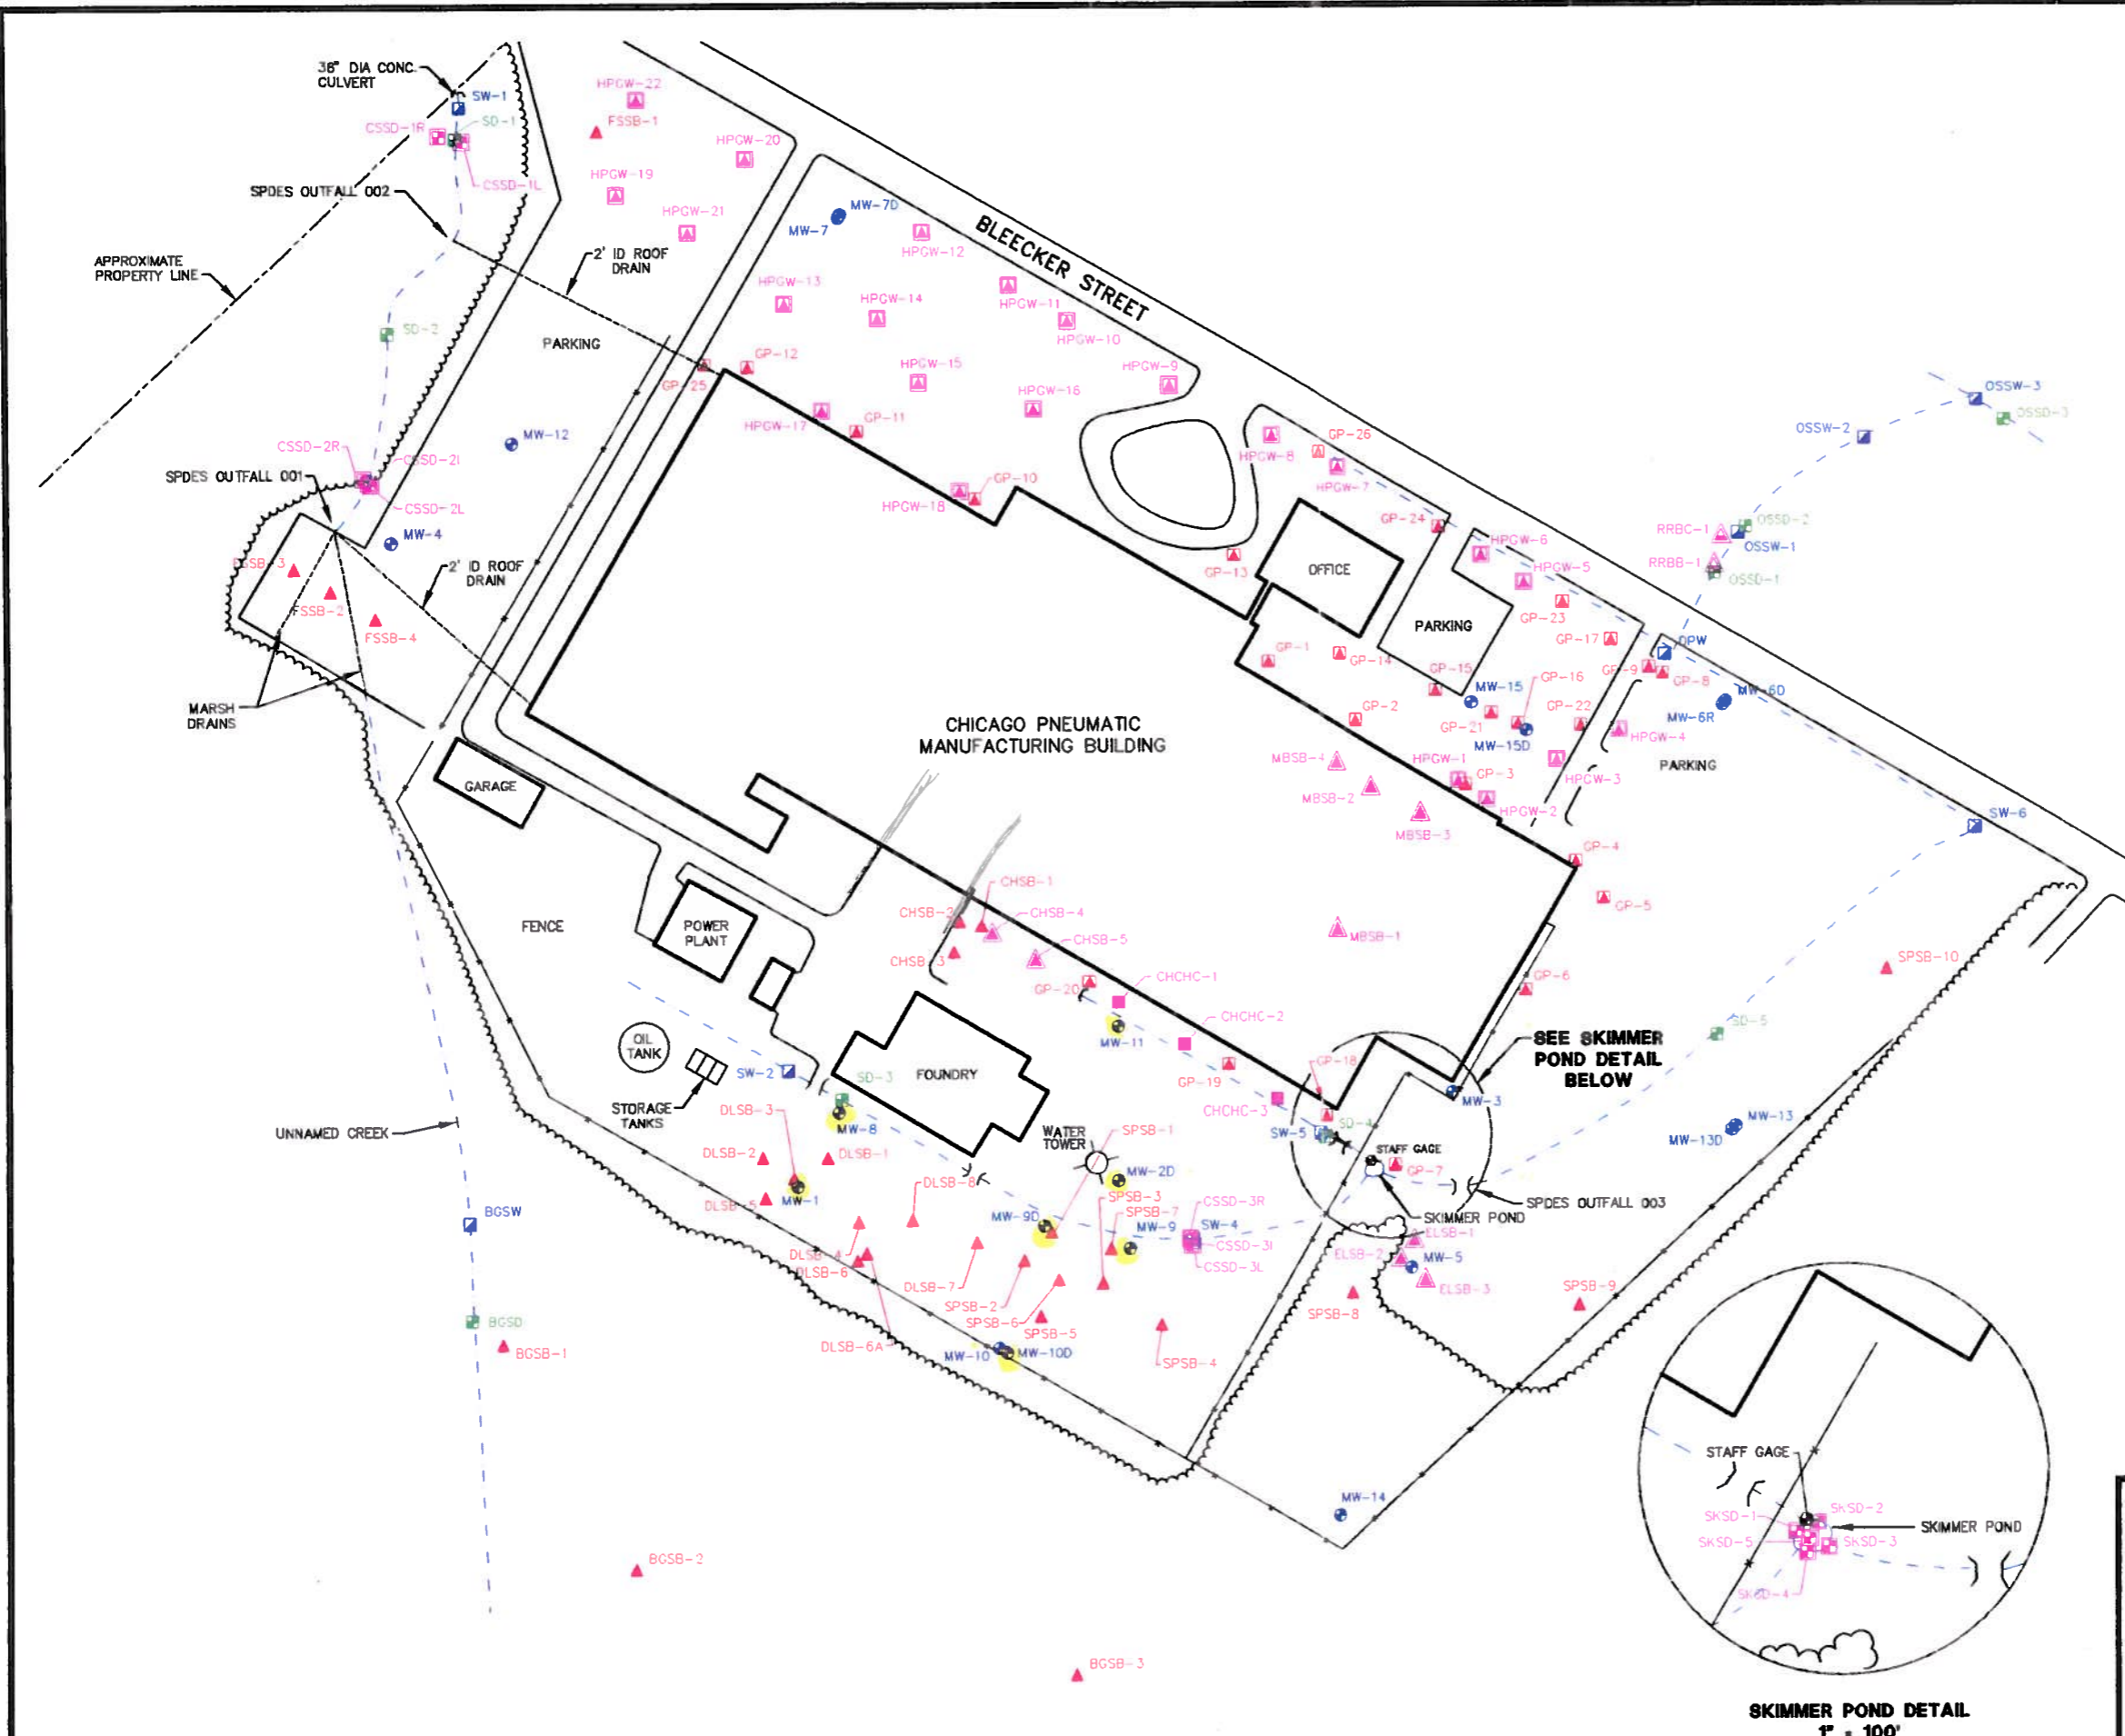 36" DIA CONC.
CULVERT
SW-1
CSSD-1R
SD-1
CSSD-1L
SPDES OUTFALL 002
APPROXIMATE
PROPERTY LINE
SD-2
HPGW-22
FSSB-1
HPGW-20
HPGW-19
HPGW-21
2' ID ROOF
DRAIN
PARKING
MW-7D
MW-7
HPGW-12
BLEECKER STREET
HPGW-13
HPGW-14
HPGW-11
HPGW-10
GP-12
GP-25
HPGW-15
HPGW-16
HPGW-9
HPGW-17
GP-11
MW-12
CSSD-2R
CSSD-2L
SPDES OUTFALL 001
MW-4
HPGW-18
GP-10
HPGW-8
GP-26
HPGW-7
GP-24
GP-13
OFFICE
HPGW-6
HPGW-5
GP-23
GP-17
PARKING
OSSW-3
OSSD-3
OSSW-2
RRBC-1
OSSD-2
OSSW-1
RRBB-1
OSSD-1
FSSB-2
FSSB-4
2' ID ROOF
DRAIN
MARSH
DRAINS
GP-1
GP-14
GP-15
GP-2
MW-15
GP-16
GP-21
GP-22
MW-15D
GP-9
GP-8
MW-6D
MW-6R
HPGW-4
PARKING
CHICAGO PNEUMATIC
MANUFACTURING BUILDING
MBSB-4
MBSB-2
MBSB-3
HPGW-1
GP-3
HPGW-3
HPGW-2
SW-6
GARAGE
GP-4
GP-5
FENCE
POWER
PLANT
CHSB-1
CHSB-2
CHSB-4
CHSB-5
CHSB-3
MBSB-1
SPSB-10
GP-6
CHCHC-1
GP-20
CHCHC-2
MW-11
GP-19
CHCHC-3
GP-18
SEE SKIMMER
POND DETAIL
BELOW
SD-5
OIL
TANK
STORAGE
TANKS
SW-2
SD-3
FOUNDRY
MW-8
UNNAMED CREEK
DLSB-3
DLSB-2
DLSB-1
DLSB-5
MW-1
WATER
TOWER
SPSB-1
MW-2D
SW-5
SD-4
MW-3
STAFF GAGE
GP-7
MW-13
MW-13D
SPDES OUTFALL 003
SKIMMER POND
BGSW
DLSB-8
SPSB-3
SPSB-7
MW-9D
MW-9
CSSD-3R
SW-4
CSSD-3I
CSSD-3L
ELSB-1
ELSB-2
MW-5
ELSB-3
DLSB-4
DLSB-6
DLSB-7
SPSB-2
SPSB-6
SPSB-5
SPSB-8
SPSB-9
BGSD
BGSB-1
DLSB-6A
MW-10
MW-10D
SPSB-4
MW-14
BGSB-2
BGSB-3
STAFF GAGE
SKSD-2
SKSD-1
SKIMMER POND
SKSD-5
SKSD-3
SKSD-4
SKIMMER POND DETAIL
1" = 100'